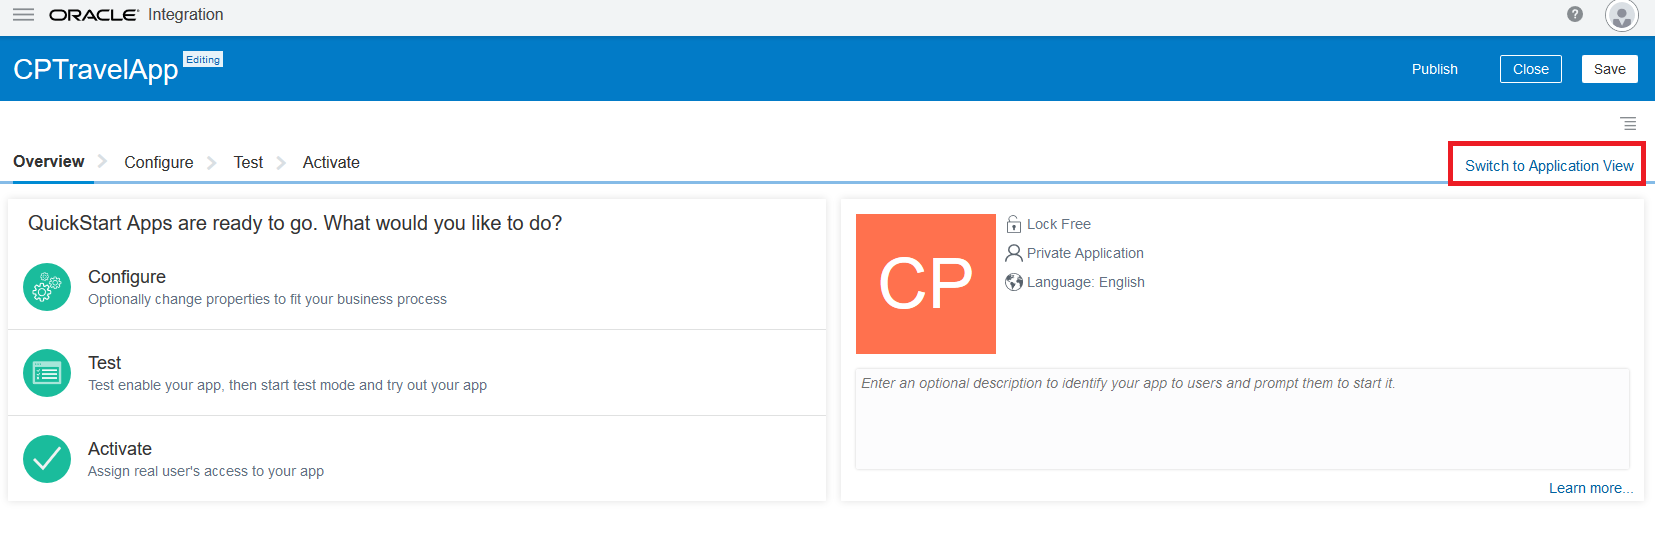 ORACLE Integration
CPTravelApp Editing Publish Close Save
Overview Configure Test Activate Switch to Application View
QuickStart Apps are ready to go. What would you like to do?
Configure
Optionally change properties to fit your business process
Test
Test enable your app, then start test mode and try out your app
Activate
Assign real user's access to your app
CP
Lock Free
Private Application
Language: English
Enter an optional description to identify your app to users and prompt them to start it.
Learn more...